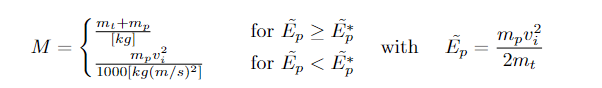 M = { (m_t + m_p) / [kg] for Ẽ_p ≥ Ẽ_p^*
m_p v_i^2 / 1000[kg(m/s)^2] for Ẽ_p < Ẽ_p^*
with Ẽ_p = m_p v_i^2 / 2m_t